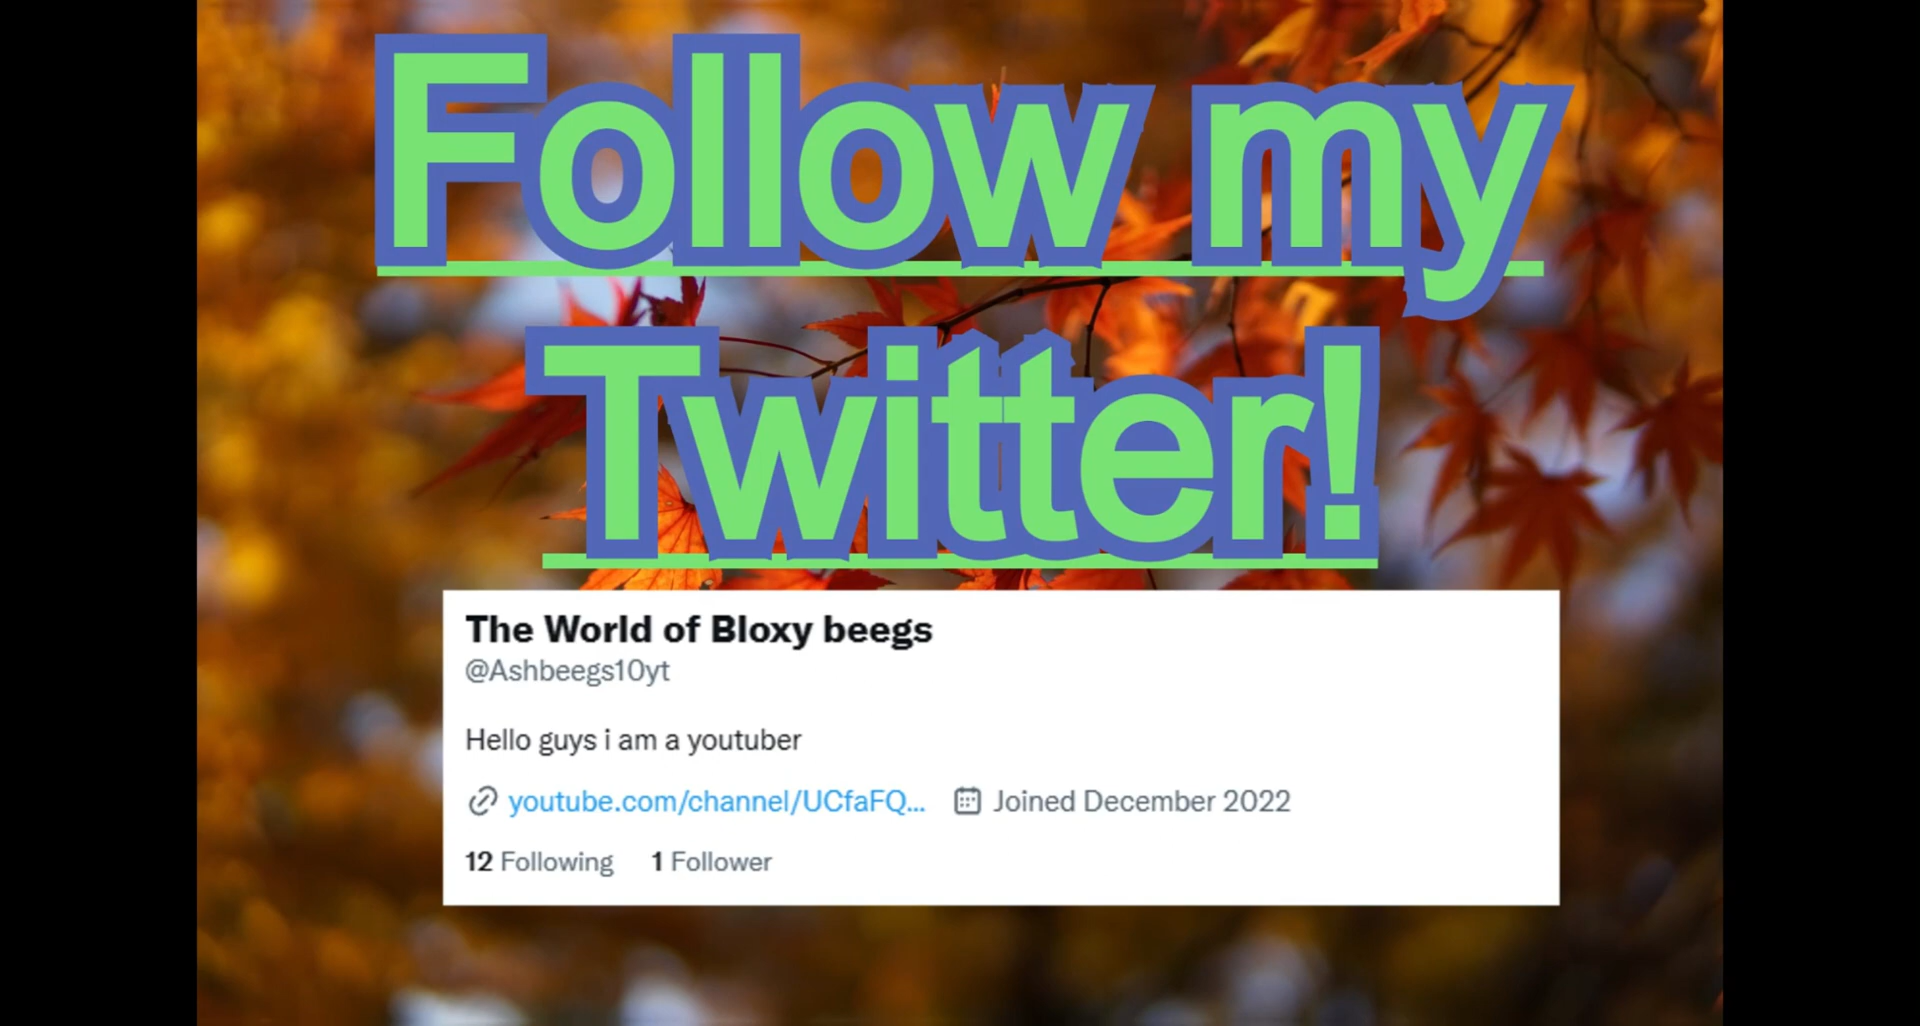 Follow my
Twitter!
The World of Bloxy beegs
@Ashbeegs10yt
Hello guys i am a youtuber
youtube.com/channel/UCfaFQ... Joined December 2022
12 Following 1 Follower